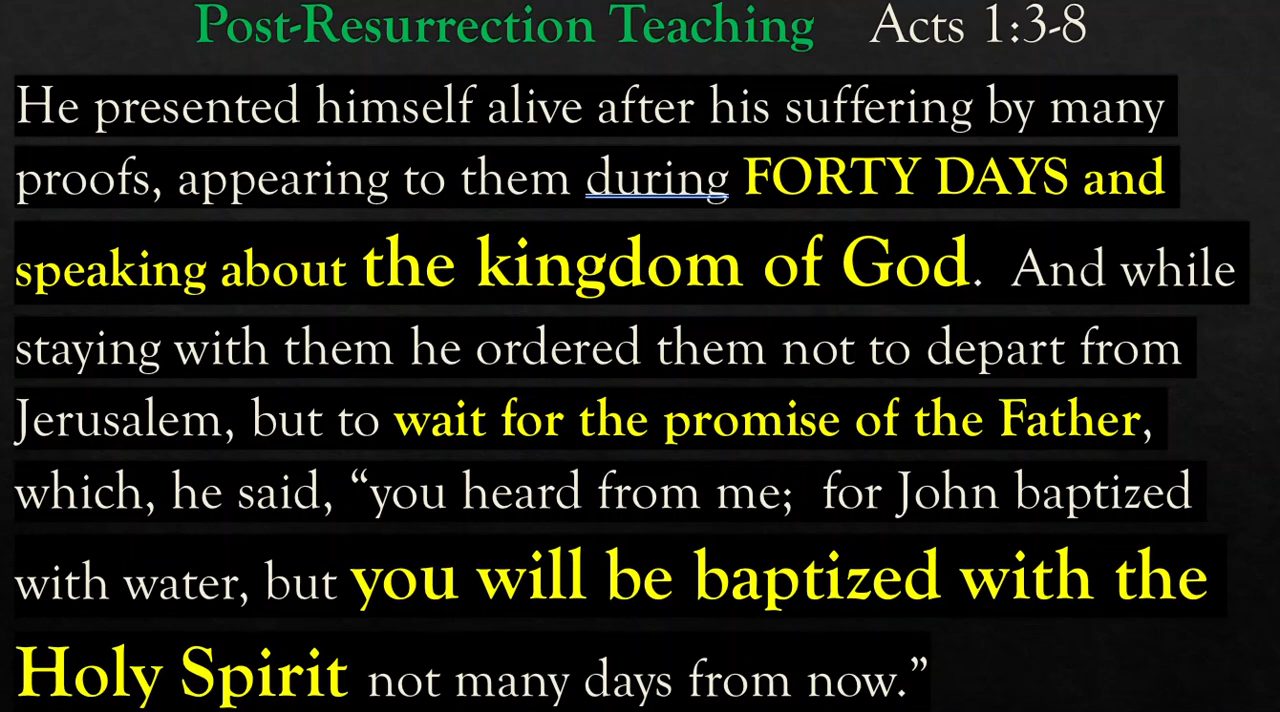 Post-Resurrection Teaching Acts 1:3-8
He presented himself alive after his suffering by many
proofs, appearing to them during FORTY DAYS and
speaking about the kingdom of God. And while
staying with them he ordered them not to depart from
Jerusalem, but to wait for the promise of the Father,
which, he said, “you heard from me; for John baptized
with water, but you will be baptized with the
Holy Spirit not many days from now.”